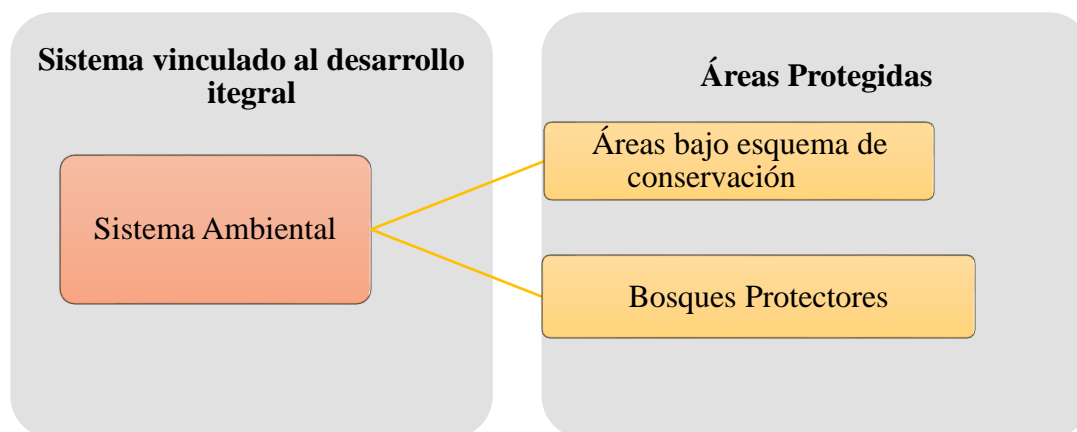 Sistema vinculado al desarrollo
itegral
Sistema Ambiental
Áreas Protegidas
Áreas bajo esquema de
conservación
Bosques Protectores